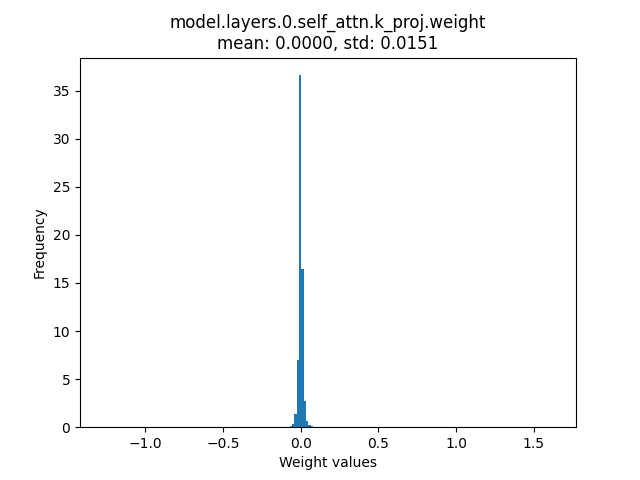 model.layers.0.self_attn.k_proj.weight
mean: 0.0000, std: 0.0151
35
30
25
20
15
10
5
0
Frequency
−1.0 −0.5 0.0 0.5 1.0 1.5
Weight values